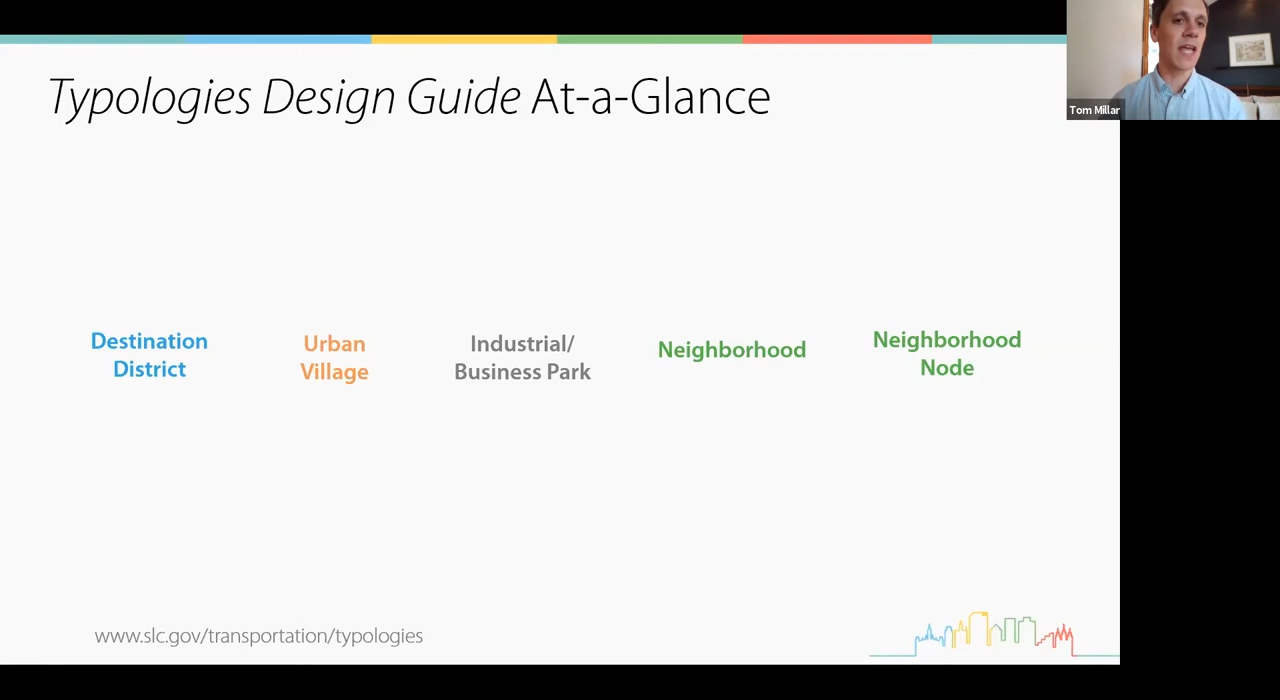 Typologies Design Guide At-a-Glance
Tom Millar
Destination
District
Urban
Village
Industrial/
Business Park
Neighborhood
Neighborhood
Node
www.slc.gov/transportation/typologies